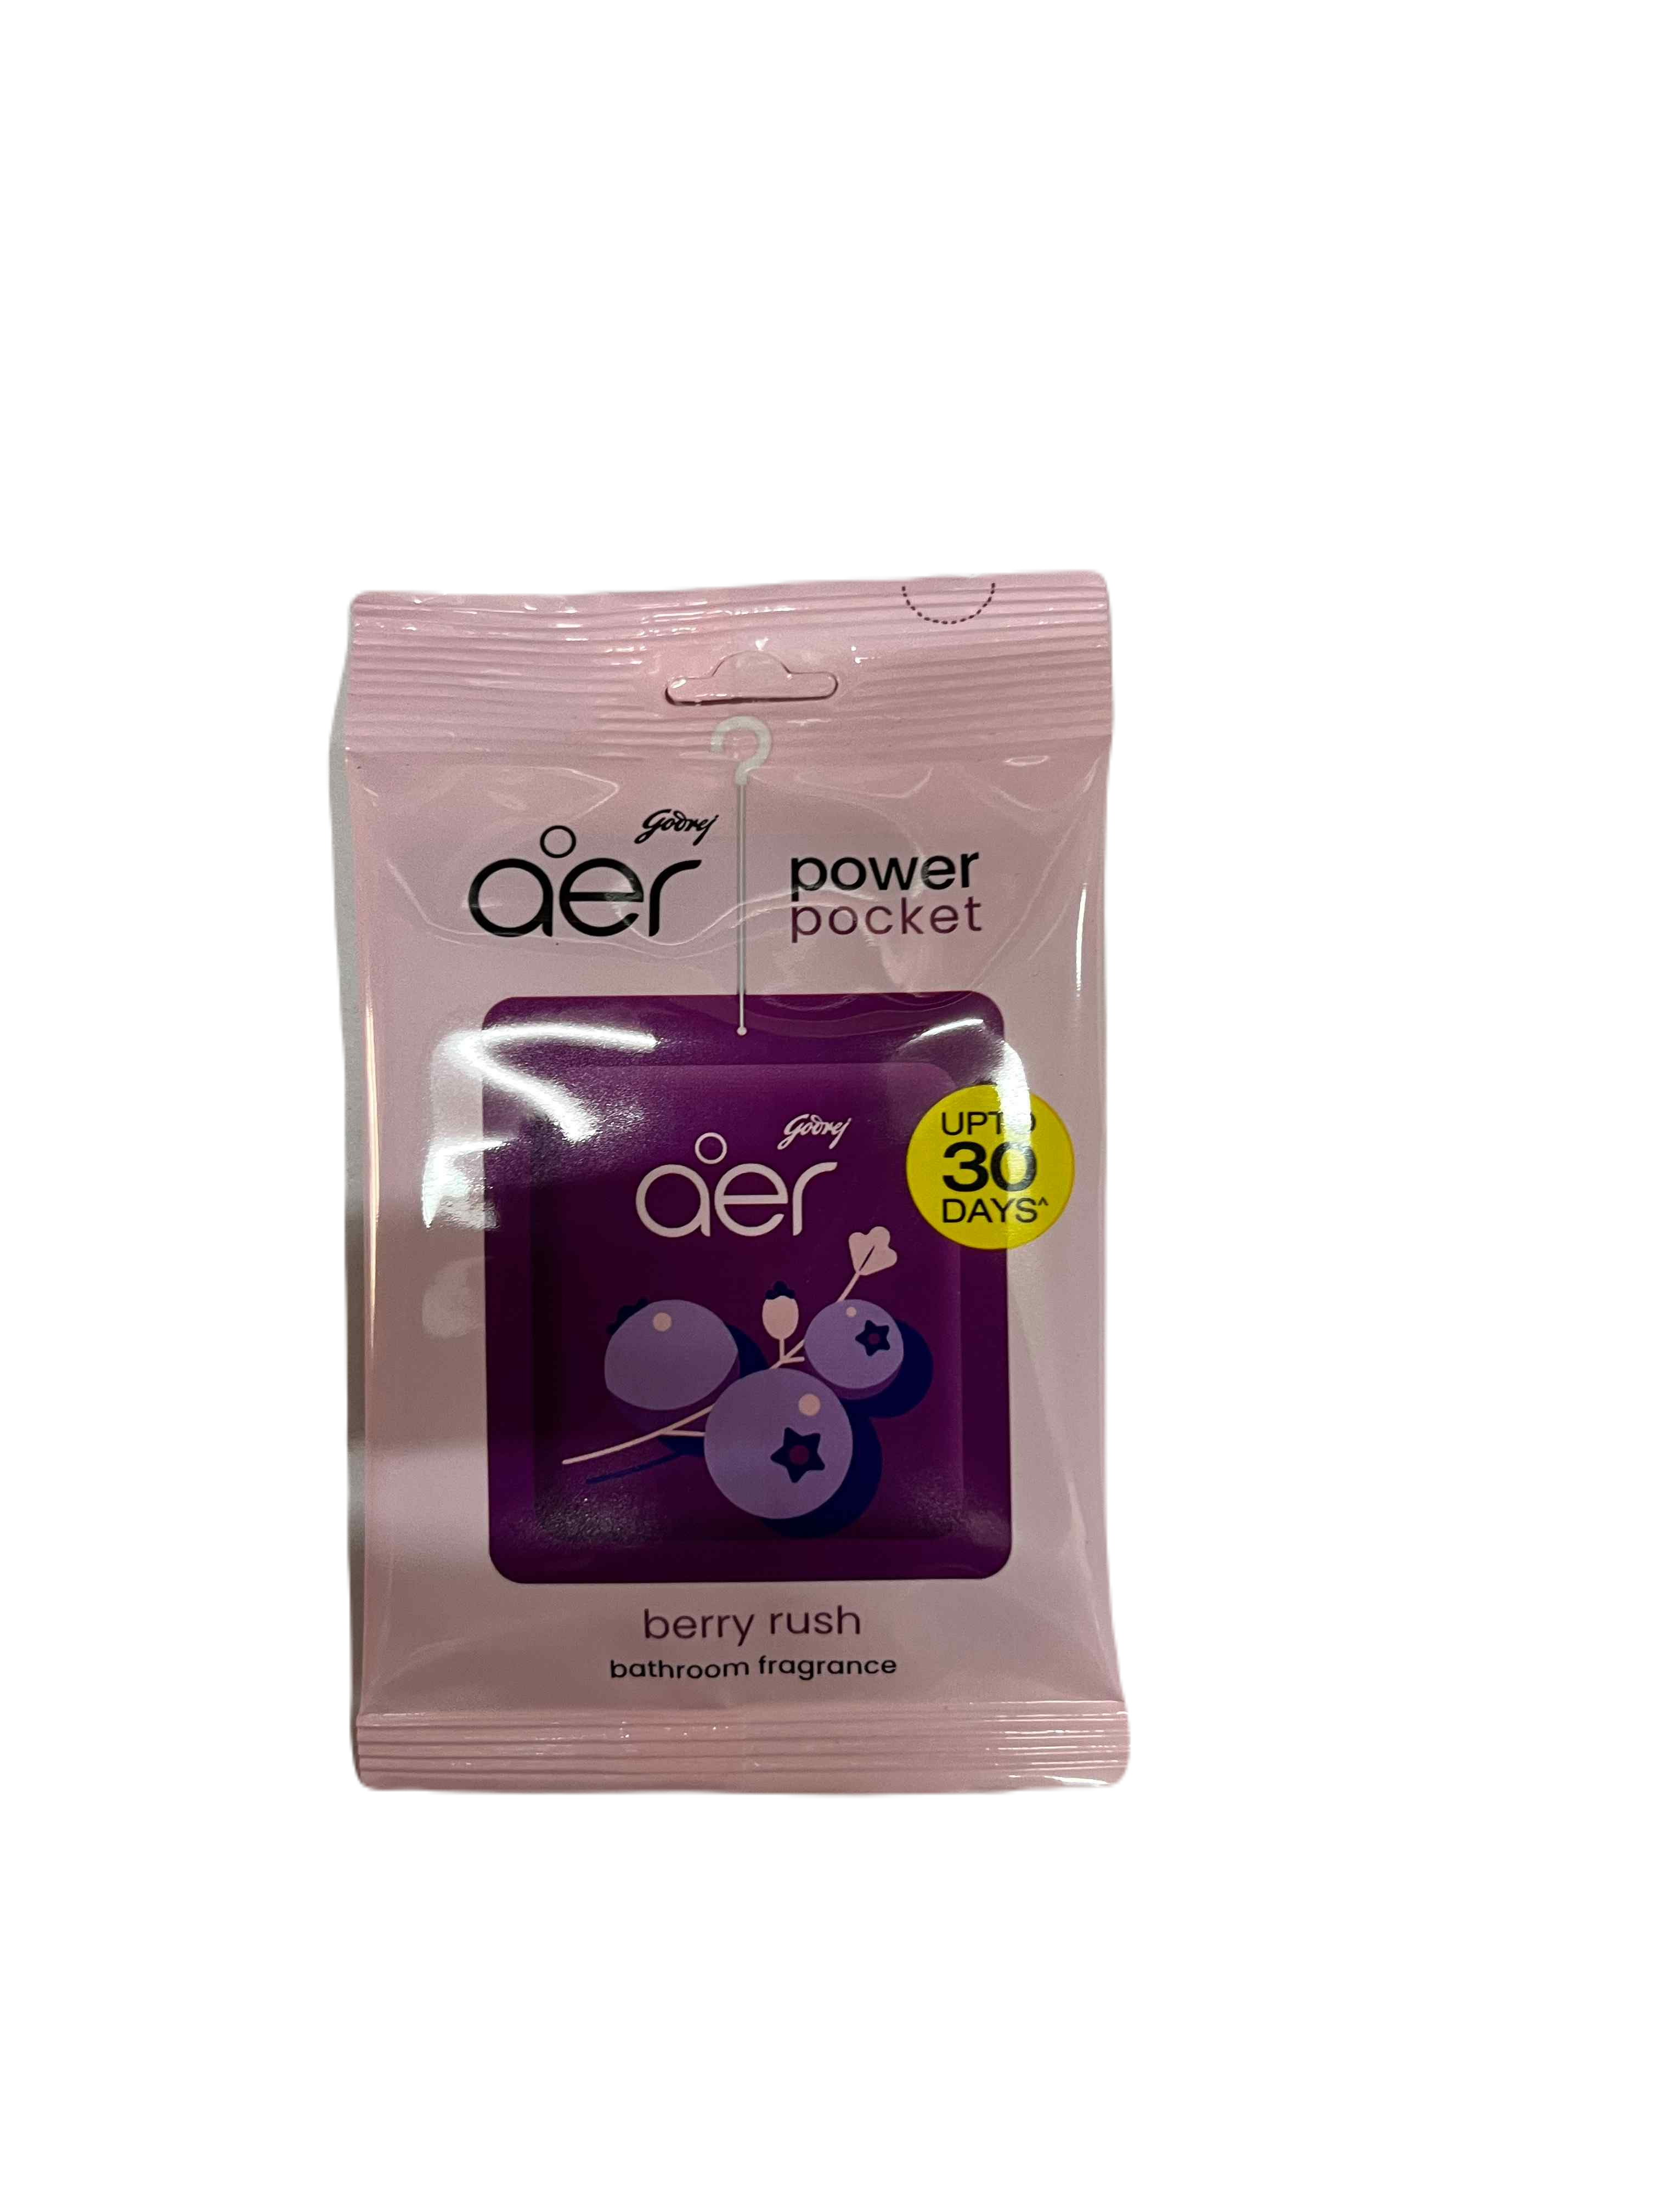 Godrej
aer
power
pocket
Godrej
aer
UPTO
30
DAYS^
berry rush
bathroom fragrance